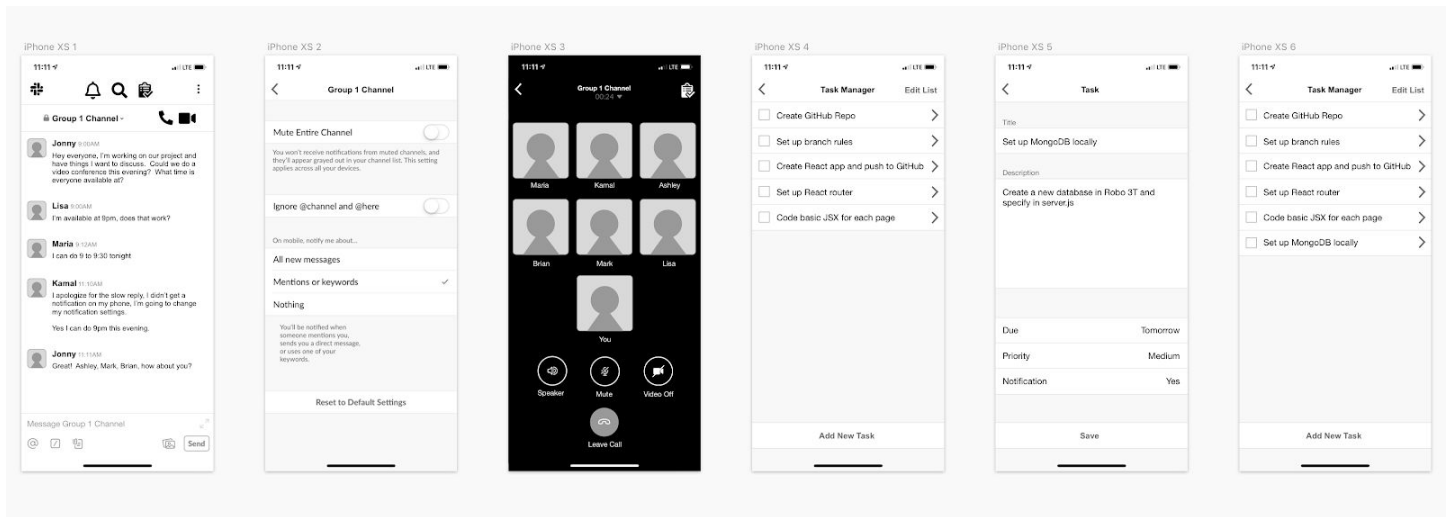 iPhone XS 1
11:11
LTE
Group 1 Channel
Jonny 9:00AM
Hey everyone, I'm working on our project and
have things I want to discuss. Could we do a
video conference this evening? What time is
everyone available at?
Lisa 9:00AM
I'm available at 9pm, does that work?
Maria 9:12AM
I can do 9 to 9:30 tonight
Kamal 11:10AM
I apologize for the slow reply, I didn't get a
notification on my phone, I'm going to change
my notification settings.
Yes I can do 9pm this evening.
Jonny 11:11AM
Great! Ashley, Mark, Brian, how about you?
Message Group 1 Channel
Send
iPhone XS 2
11:11
LTE
Group 1 Channel
Mute Entire Channel
You won't receive notifications from muted channels, and
they'll appear grayed out in your channel list. This setting
applies across all your devices.
Ignore @channel and @here
On mobile, notify me about...
All new messages
Mentions or keywords
Nothing
You'll be notified when
someone mentions you,
sends you a direct message,
or uses one of your
keywords.
Reset to Default Settings
iPhone XS 3
11:11
LTE
Group 1 Channel
00:24
Maria Kamal Ashley
Brian Mark Lisa
You
Speaker Mute Video Off
Leave Call
iPhone XS 4
11:11
LTE
Task Manager Edit List
Create GitHub Repo
Set up branch rules
Create React app and push to GitHub
Set up React router
Code basic JSX for each page
Add New Task
iPhone XS 5
11:11
LTE
Task
Title
Set up MongoDB locally
Description
Create a new database in Robo 3T and
specify in server.js
Due Tomorrow
Priority Medium
Notification Yes
Save
iPhone XS 6
11:11
LTE
Task Manager Edit List
Create GitHub Repo
Set up branch rules
Create React app and push to GitHub
Set up React router
Code basic JSX for each page
Set up MongoDB locally
Add New Task